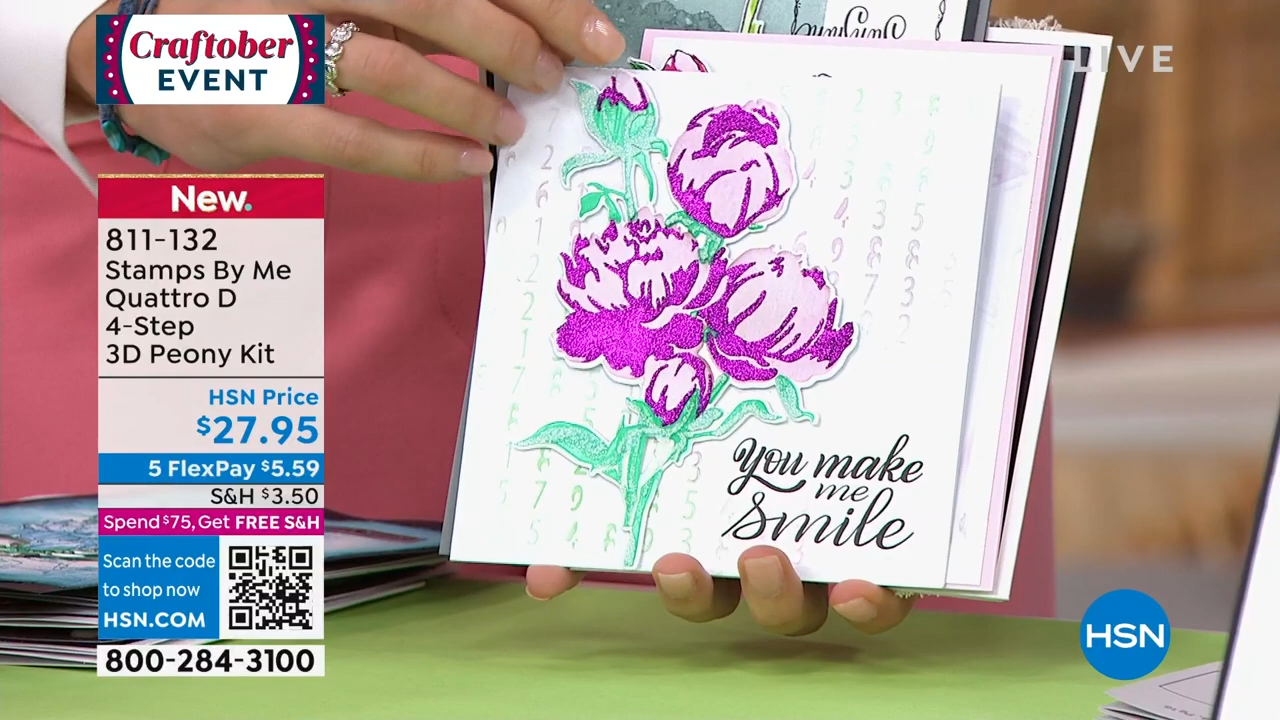 Craftober
EVENT
LIVE
New.
811-132
Stamps By Me
Quattro D
4-Step
3D Peony Kit
HSN Price
$27.95
5 FlexPay $5.59
S&H $3.50
Spend $75, Get FREE S&H
Scan the code
to shop now
HSN.COM
800-284-3100
You make
me
Smile
HSN